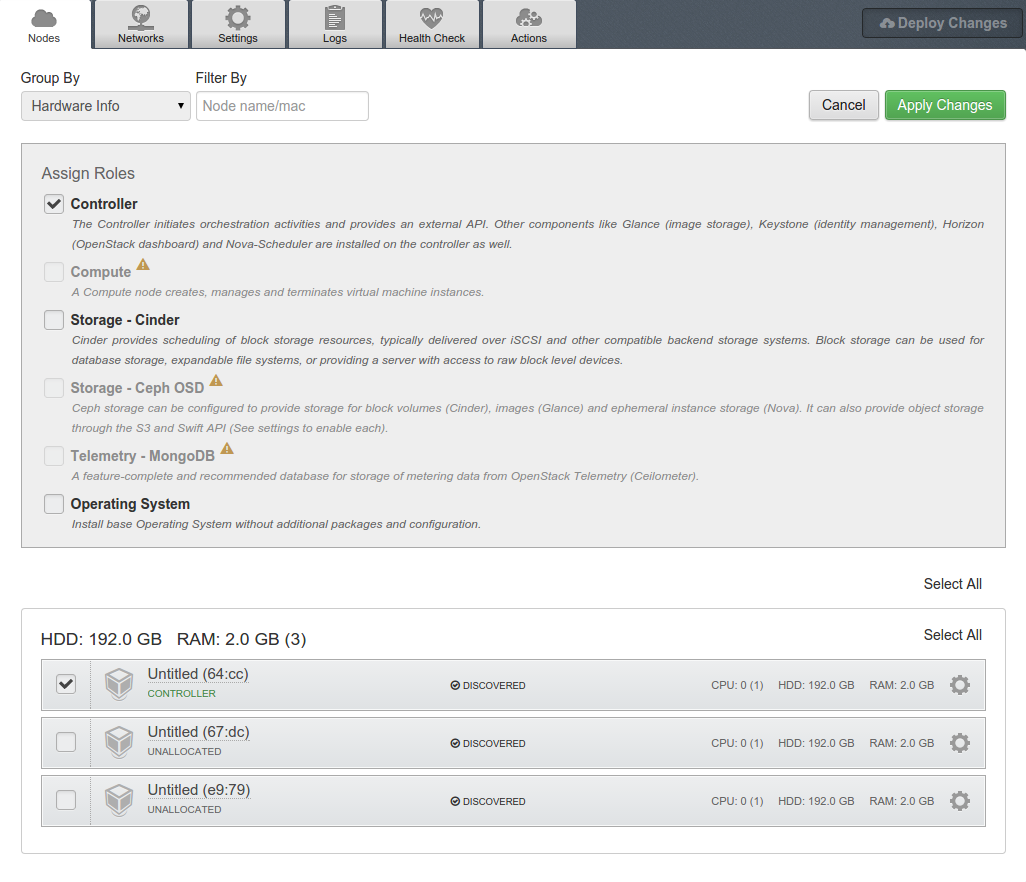 Nodes
Networks
Settings
Logs
Health Check
Actions
Deploy Changes
Group By
Filter By
Hardware Info
Node name/mac
Cancel
Apply Changes
Assign Roles
Controller
The Controller initiates orchestration activities and provides an external API. Other components like Glance (image storage), Keystone (identity management), Horizon
(OpenStack dashboard) and Nova-Scheduler are installed on the controller as well.
Compute
A Compute node creates, manages and terminates virtual machine instances.
Storage - Cinder
Cinder provides scheduling of block storage resources, typically delivered over iSCSI and other compatible backend storage systems. Block storage can be used for
database storage, expandable file systems, or providing a server with access to raw block level devices.
Storage - Ceph OSD
Ceph storage can be configured to provide storage for block volumes (Cinder), images (Glance) and ephemeral instance storage (Nova). It can also provide object storage
through the S3 and Swift API (See settings to enable each).
Telemetry - MongoDB
A feature-complete and recommended database for storage of metering data from OpenStack Telemetry (Ceilometer).
Operating System
Install base Operating System without additional packages and configuration.
Select All
HDD: 192.0 GB RAM: 2.0 GB (3)
Select All
Untitled (64:cc)
CONTROLLER
DISCOVERED
CPU: 0 (1) HDD: 192.0 GB RAM: 2.0 GB
Untitled (67:dc)
UNALLOCATED
DISCOVERED
CPU: 0 (1) HDD: 192.0 GB RAM: 2.0 GB
Untitled (e9:79)
UNALLOCATED
DISCOVERED
CPU: 0 (1) HDD: 192.0 GB RAM: 2.0 GB